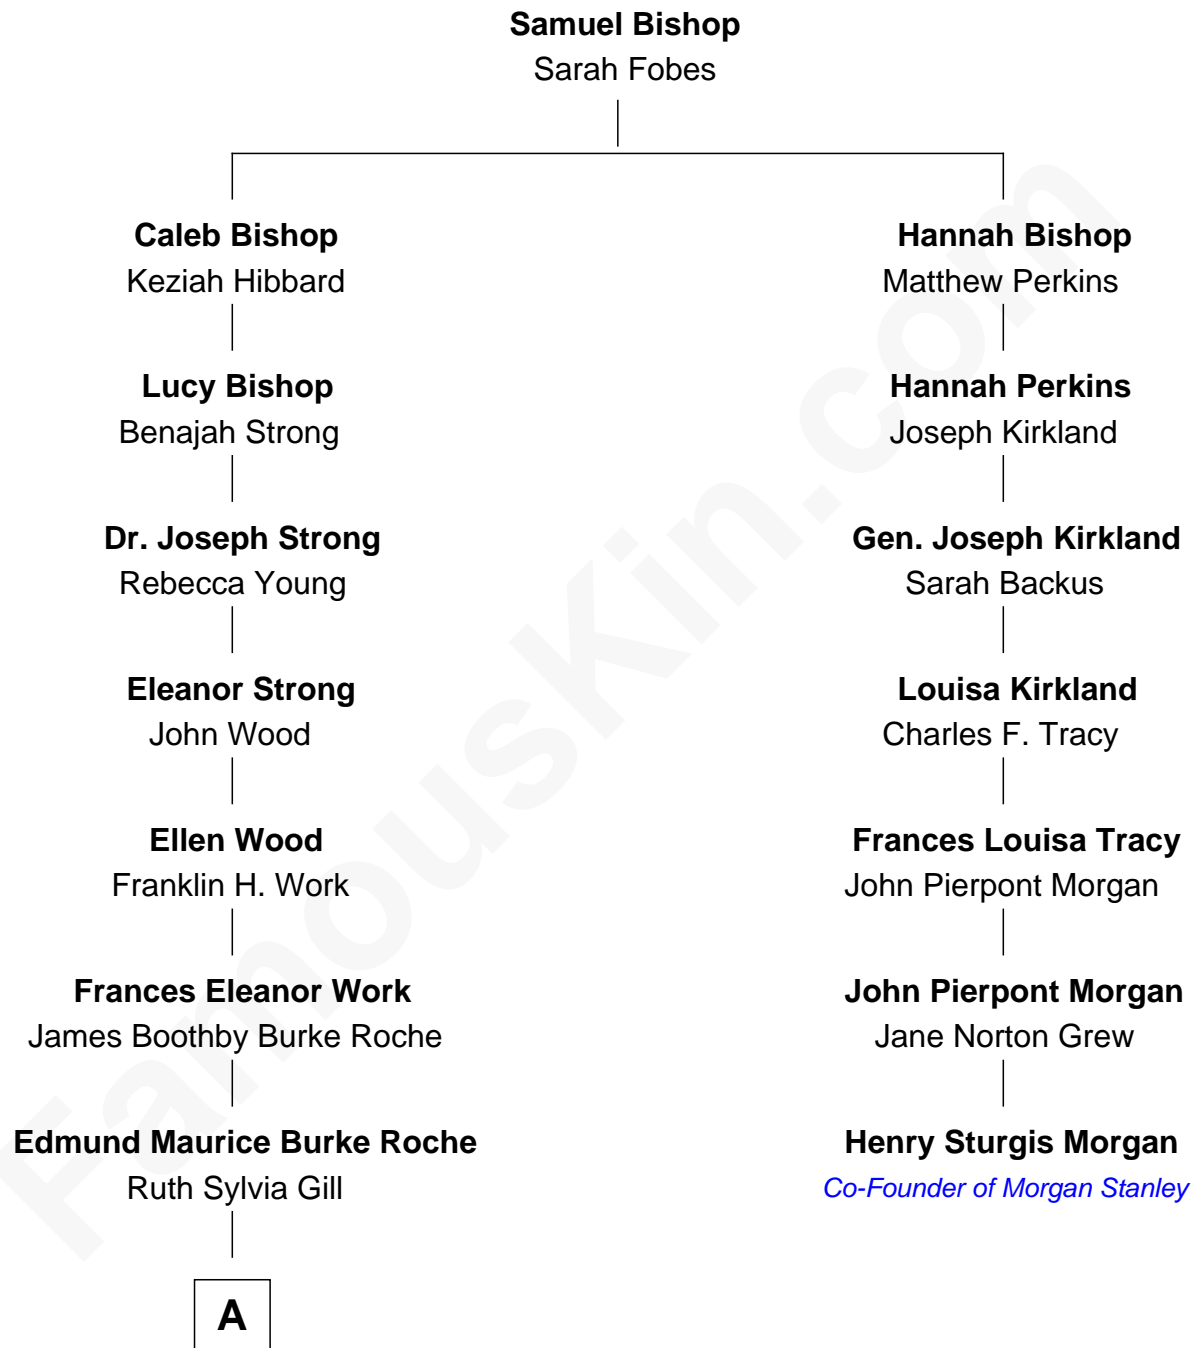 Samuel Bishop
Sarah Fobes
Caleb Bishop
Keziah Hibbard
Hannah Bishop
Matthew Perkins
Lucy Bishop
Benajah Strong
Hannah Perkins
Joseph Kirkland
Dr. Joseph Strong
Rebecca Young
Gen. Joseph Kirkland
Sarah Backus
Eleanor Strong
John Wood
Louisa Kirkland
Charles F. Tracy
Ellen Wood
Franklin H. Work
Frances Louisa Tracy
John Pierpont Morgan
Frances Eleanor Work
James Boothby Burke Roche
John Pierpont Morgan
Jane Norton Grew
Edmund Maurice Burke Roche
Ruth Sylvia Gill
Henry Sturgis Morgan
Co-Founder of Morgan Stanley
A
FamousKin.com